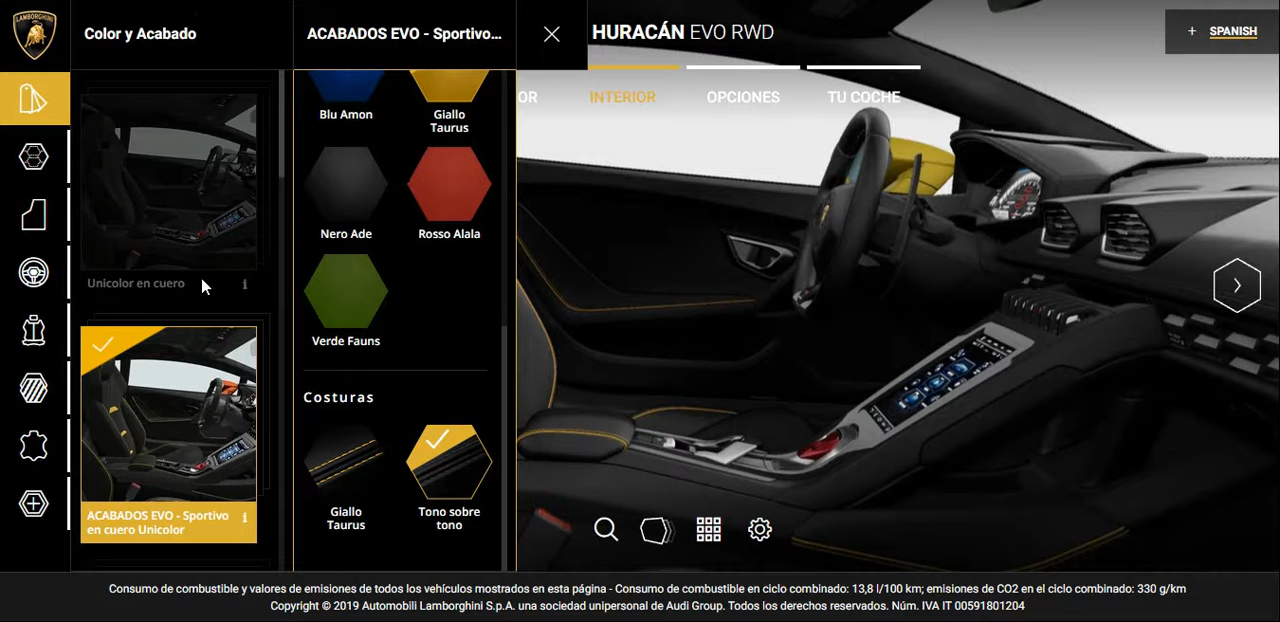 LAMBORGHINI
Color y Acabado
ACABADOS EVO - Sportivo...
HURACÁN EVO RWD
+ SPANISH
OR
INTERIOR
OPCIONES
TU COCHE
Unicolor en cuero
ACABADOS EVO - Sportivo
en cuero Unicolor
Blu Amon
Giallo
Taurus
Nero Ade
Rosso Alala
Verde Fauns
Costuras
Giallo
Taurus
Tono sobre
tono
Consumo de combustible y valores de emisiones de todos los vehículos mostrados en esta página - Consumo de combustible en ciclo combinado: 13,8 l/100 km; emisiones de CO2 en el ciclo combinado: 330 g/km
Copyright © 2019 Automobili Lamborghini S.p.A. una sociedad unipersonal de Audi Group. Todos los derechos reservados. Núm. IVA IT 00591801204